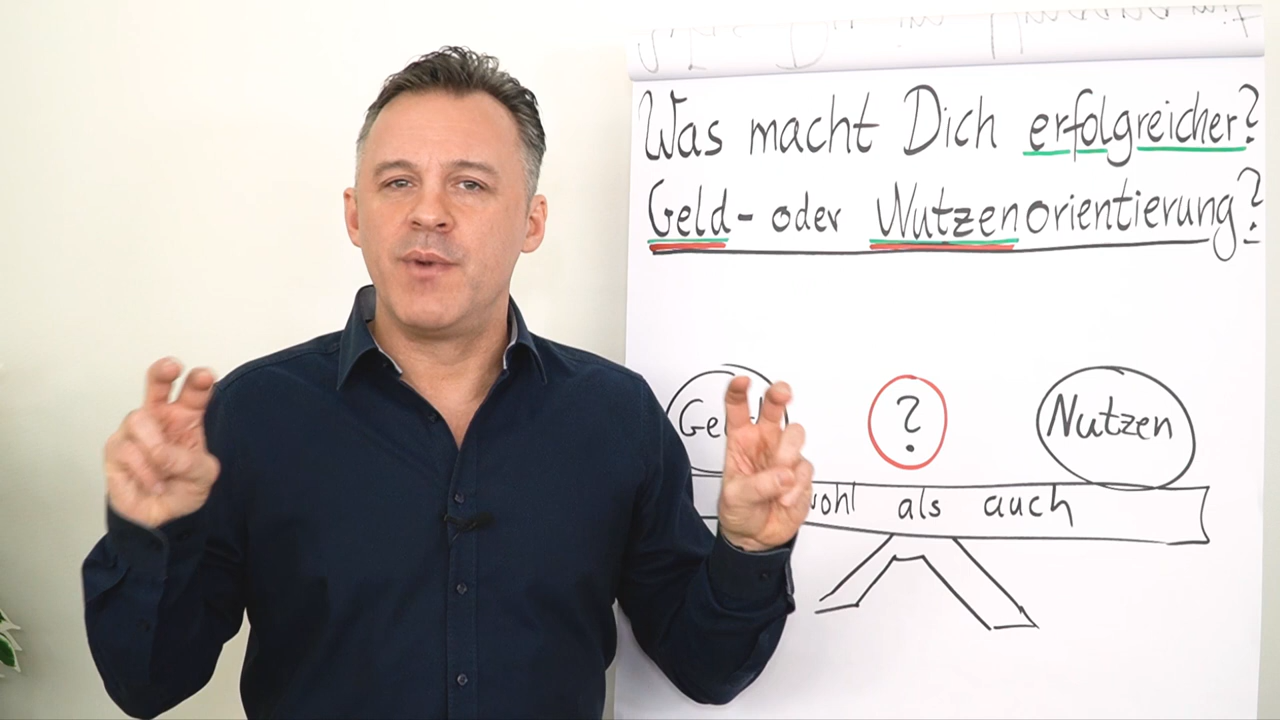 Was macht Dich erfolgreicher?
Geld- oder Nutzenorientierung?
? Nutzen
als auch